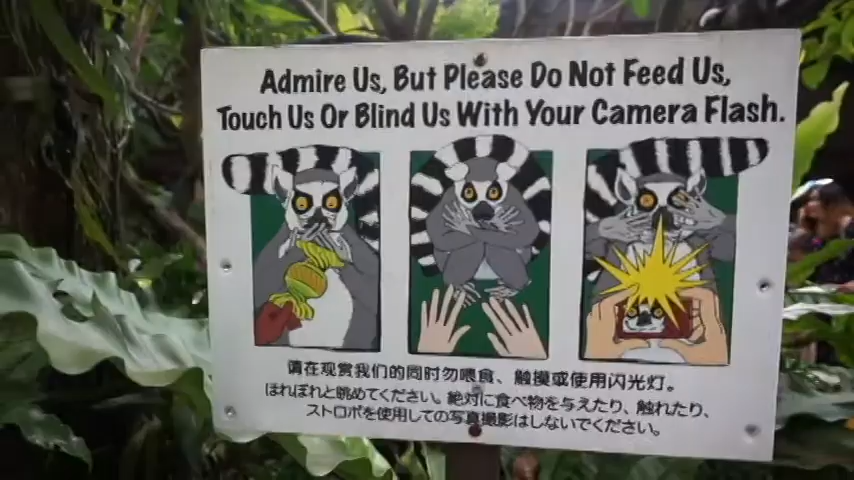 Admire Us, But Please Do Not Feed Us,
Touch Us Or Blind Us With Your Camera Flash.
请在观赏我们的同时勿喂食、触摸或使用闪光灯。
ほれぼれと眺めてください。絶対に食べ物を与えたり、触れたり、
ストロボを使用しての写真撮影はしないでください。